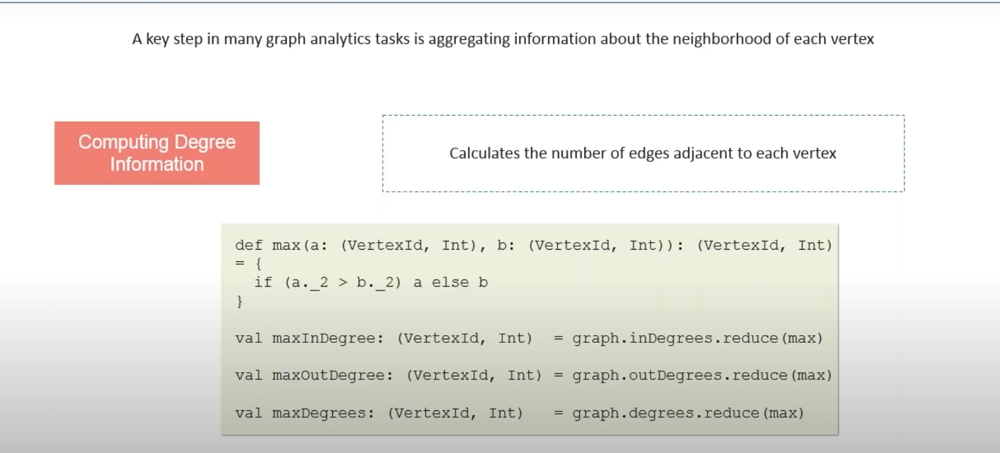 A key step in many graph analytics tasks is aggregating information about the neighborhood of each vertex
Computing Degree
Information
Calculates the number of edges adjacent to each vertex
def max(a: (VertexId, Int), b: (VertexId, Int)): (VertexId, Int)
= {
  if (a._2 > b._2) a else b
}
val maxInDegree: (VertexId, Int)  = graph.inDegrees.reduce(max)
val maxOutDegree: (VertexId, Int) = graph.outDegrees.reduce(max)
val maxDegrees: (VertexId, Int)   = graph.degrees.reduce(max)